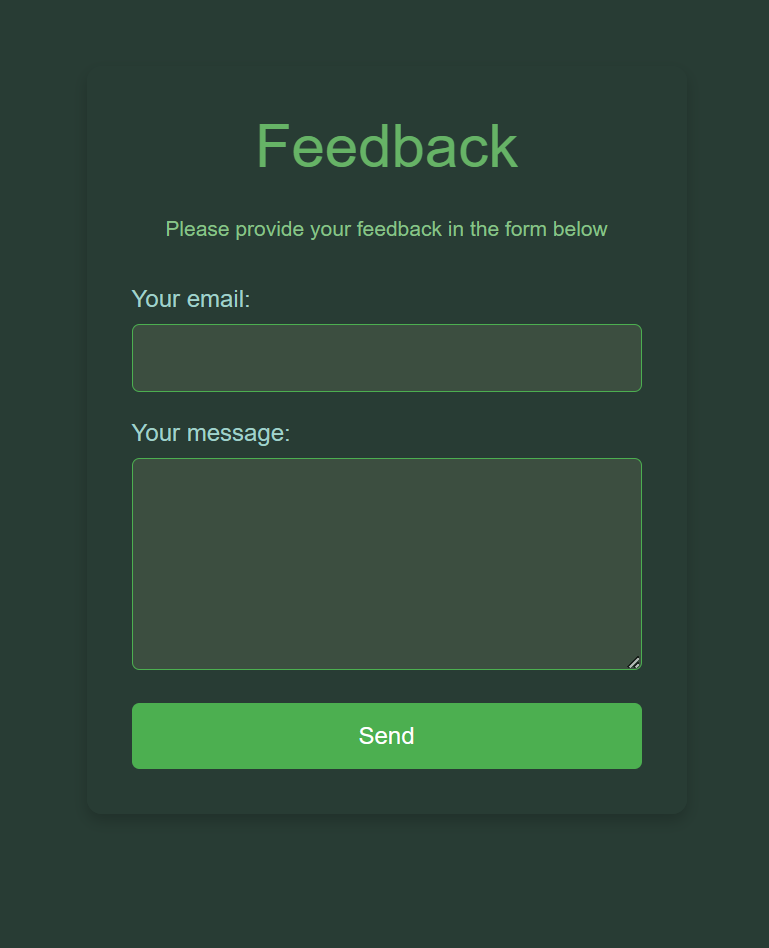 Feedback
Please provide your feedback in the form below
Your email:
Your message:
Send